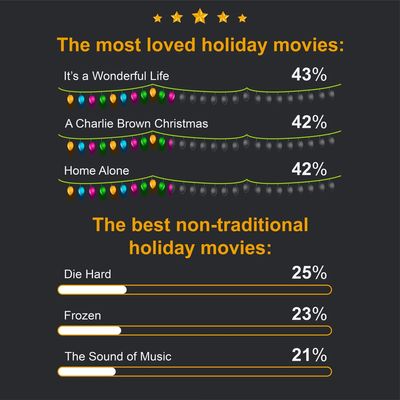 The most loved holiday movies:
It's a Wonderful Life 43%
A Charlie Brown Christmas 42%
Home Alone 42%
The best non-traditional
holiday movies:
Die Hard 25%
Frozen 23%
The Sound of Music 21%